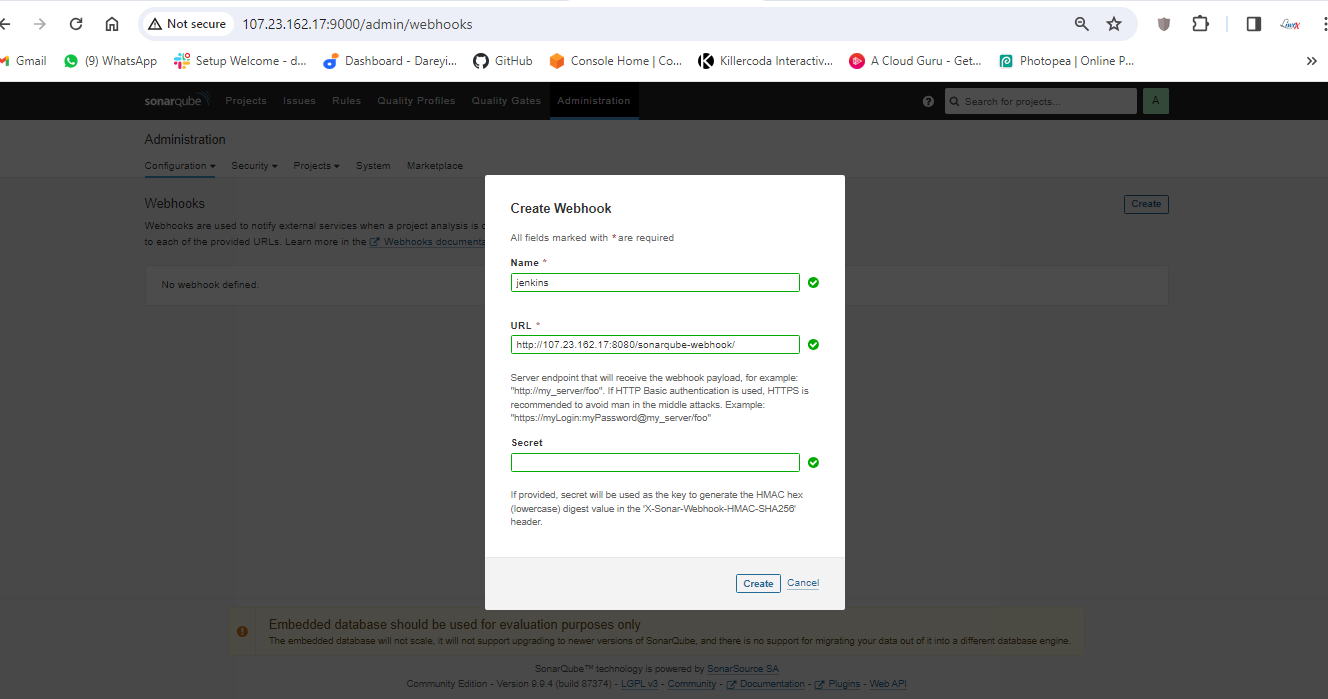 Not secure 107.23.162.17:9000/admin/webhooks
Gmail (9) WhatsApp Setup Welcome - d... Dashboard - Dareyi... GitHub Console Home | Co... Killercoda Interactiv... A Cloud Guru - Get... Photopea | Online P... »
sonarqube Projects Issues Rules Quality Profiles Quality Gates Administration ? Search for projects... A
Administration
Configuration Security Projects System Marketplace
Webhooks Create
Webhooks are used to notify external services when a project analysis is
to each of the provided URLs. Learn more in the Webhooks
No webhook defined.
Create Webhook
All fields marked with * are required
Name *
jenkins
URL *
http://107.23.162.17:8080/sonarqube-webhook/
Server endpoint that will receive the webhook payload, for example:
"http://my_server/foo". If HTTP Basic authentication is used, HTTPS is
recommended to avoid man in the middle attacks. Example:
"https://myLogin:myPassword@my_server/foo"
Secret
If provided, secret will be used as the key to generate the HMAC hex
(lowercase) digest value in the 'X-Sonar-Webhook-HMAC-SHA256'
header.
Create Cancel
Embedded database should be used for evaluation purposes only
The embedded database will not scale, it will not support upgrading to newer versions of SonarQube, and there is no support for migrating your data out of it into a different database engine.
SonarQube™ technology is powered by SonarSource SA
Community Edition - Version 9.9.4 (build 87374) - LGPL v3 - Community - Documentation - Plugins - Web API